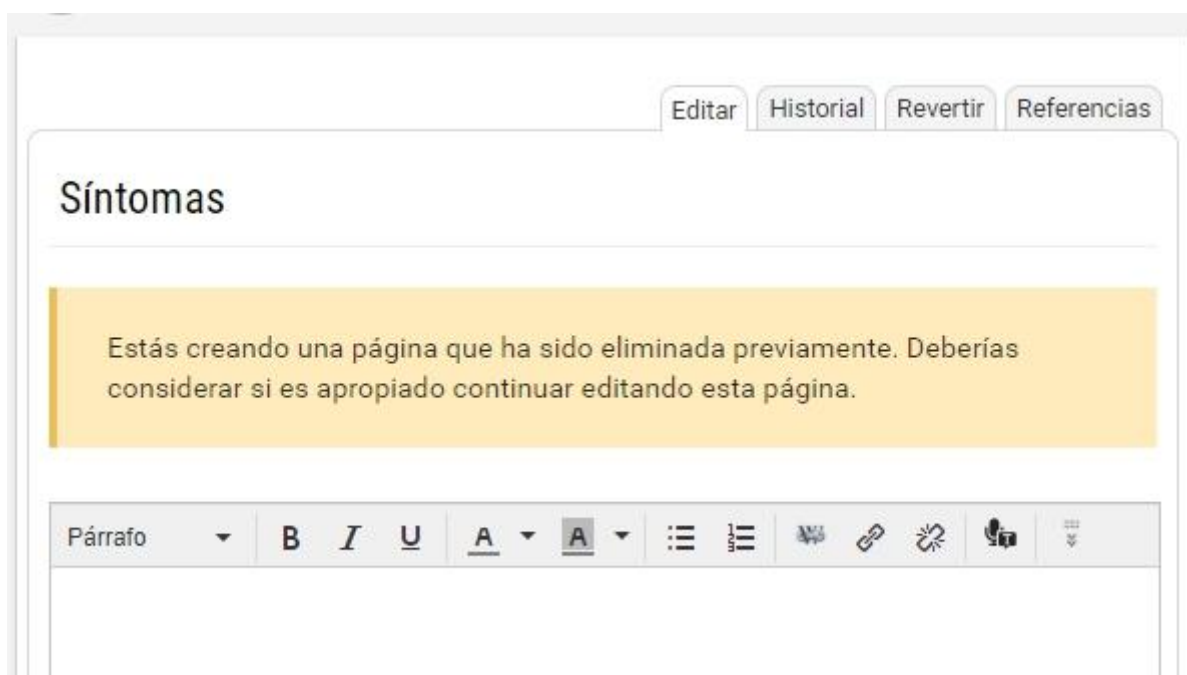 Editar Historial Revertir Referencias
Síntomas
Estás creando una página que ha sido eliminada previamente. Deberías
considerar si es apropiado continuar editando esta página.
Párrafo B I U A A